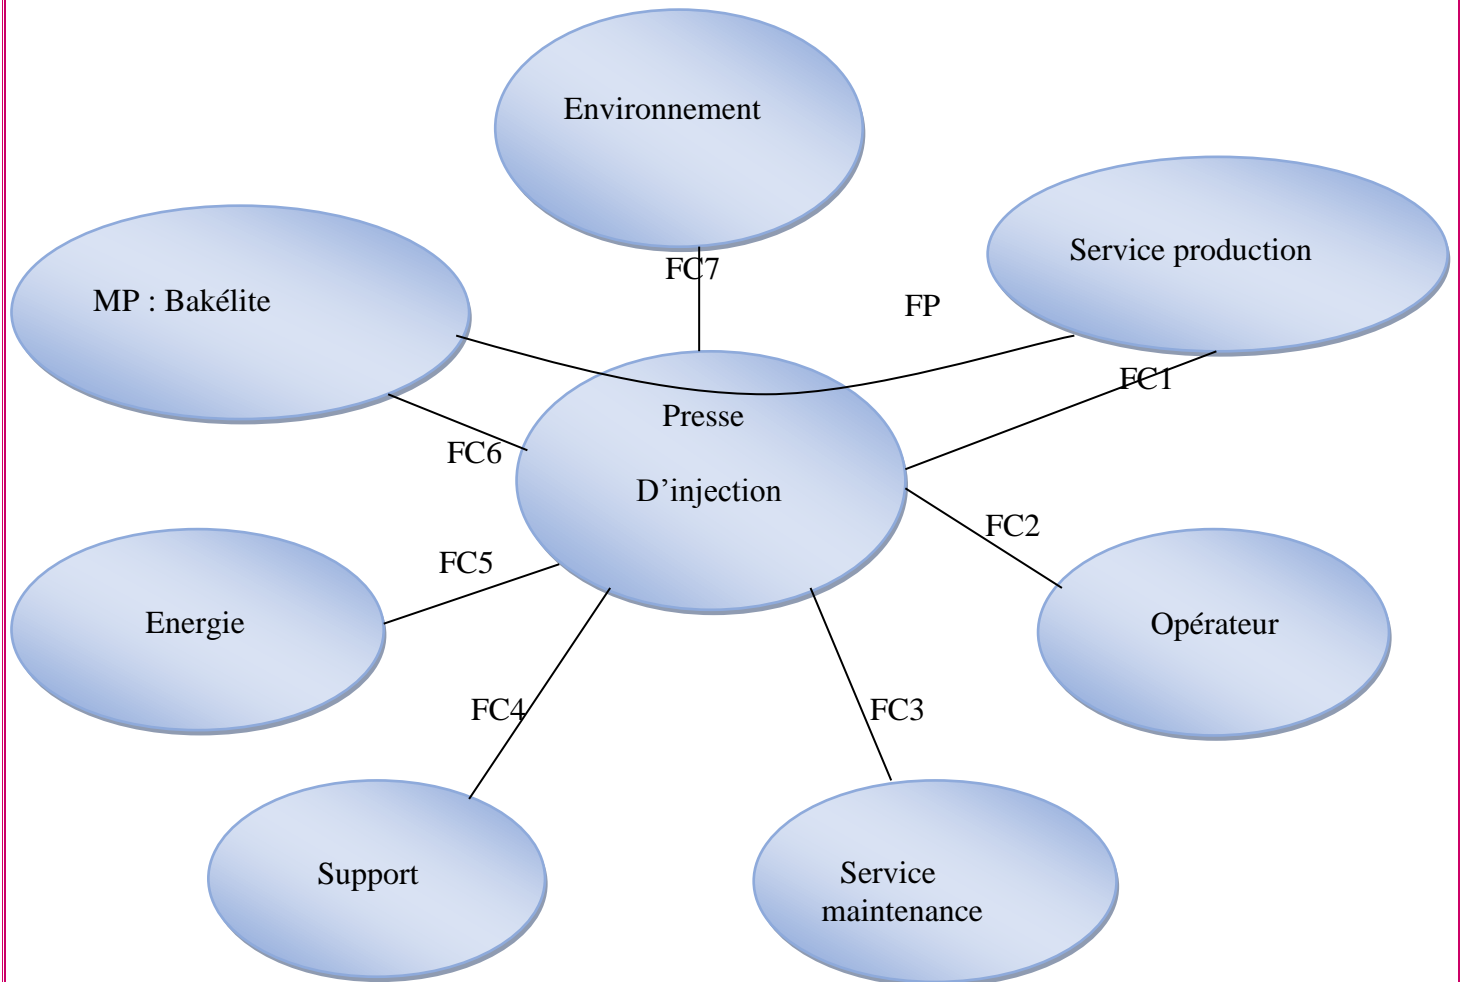 Environnement
Service production
MP : Bakélite
FC7
FP
FC1
Presse
D’injection
FC6
FC2
FC5
Energie
Opérateur
FC4
FC3
Support
Service
maintenance